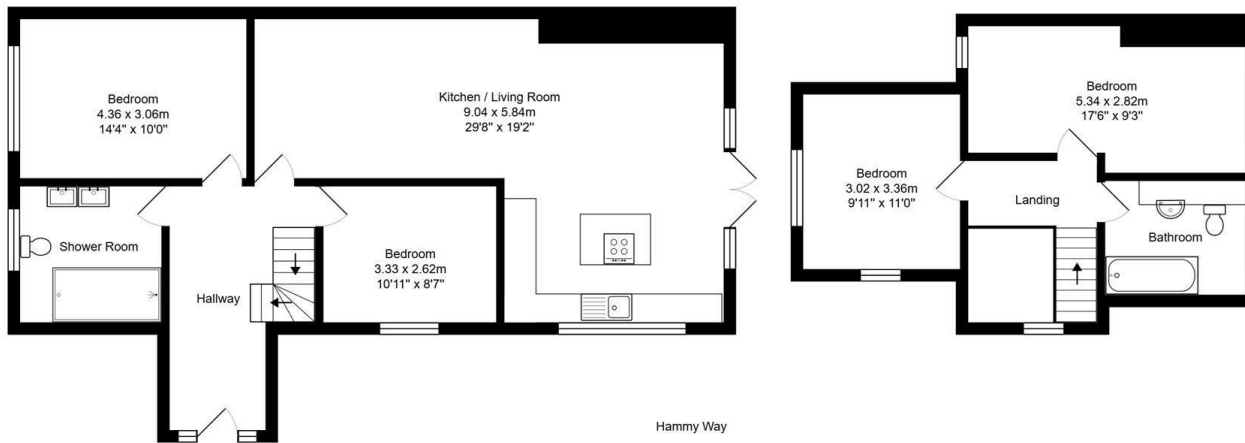 Bedroom
4.36 x 3.06m
14'4" x 10'0"
Kitchen / Living Room
9.04 x 5.84m
29'8" x 19'2"
Shower Room
Hallway
Bedroom
3.33 x 2.62m
10'11" x 8'7"
Hammy Way
Bedroom
5.34 x 2.82m
17'6" x 9'3"
Bedroom
3.02 x 3.36m
9'11" x 11'0"
Landing
Bathroom